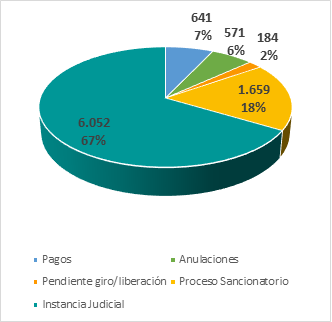 641
7%
571
6%
184
2%
1.659
18%
6.052
67%
Pagos
Anulaciones
Pendiente giro/liberación
Proceso Sancionatorio
Instancia Judicial